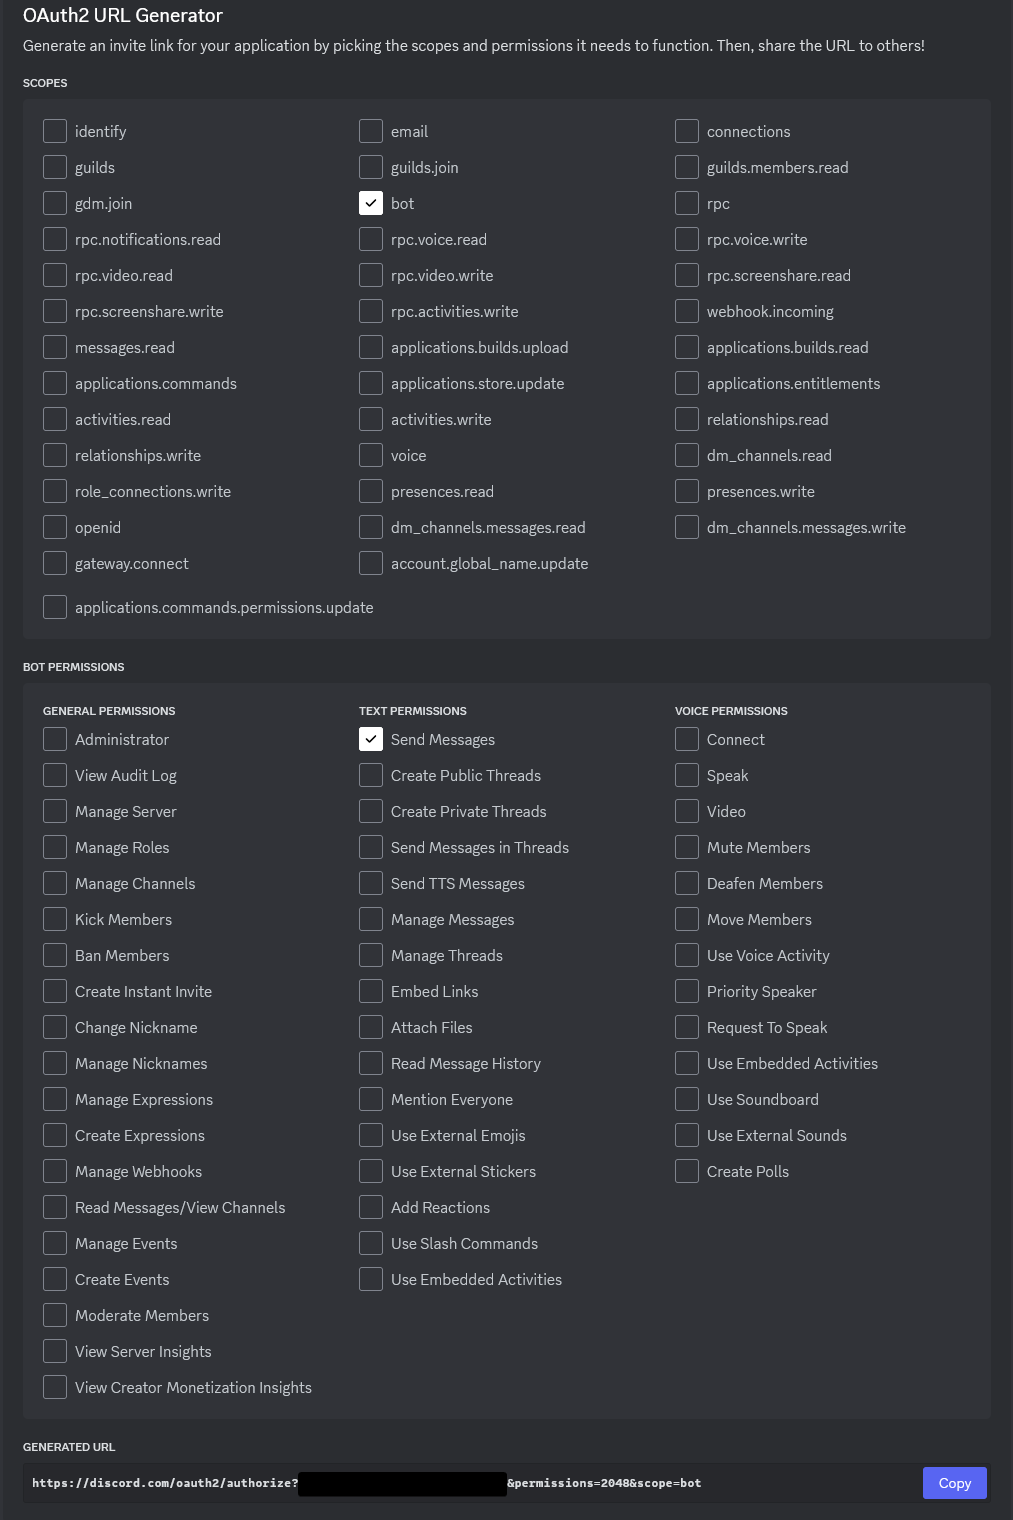 OAuth2 URL Generator
Generate an invite link for your application by picking the scopes and permissions it needs to function. Then, share the URL to others!
SCOPES
identify email connections
guilds guilds.join guilds.members.read
gdm.join bot rpc
rpc.notifications.read rpc.voice.read rpc.voice.write
rpc.video.read rpc.video.write rpc.screenshare.read
rpc.screenshare.write rpc.activities.write webhook.incoming
messages.read applications.builds.upload applications.builds.read
applications.commands applications.store.update applications.entitlements
activities.read activities.write relationships.read
relationships.write voice dm_channels.read
role_connections.write presences.read presences.write
openid dm_channels.messages.read dm_channels.messages.write
gateway.connect account.global_name.update
applications.commands.permissions.update
BOT PERMISSIONS
GENERAL PERMISSIONS
Administrator
View Audit Log
Manage Server
Manage Roles
Manage Channels
Kick Members
Ban Members
Create Instant Invite
Change Nickname
Manage Nicknames
Manage Expressions
Create Expressions
Manage Webhooks
Read Messages/View Channels
Manage Events
Create Events
Moderate Members
View Server Insights
View Creator Monetization Insights
TEXT PERMISSIONS
Send Messages
Create Public Threads
Create Private Threads
Send Messages in Threads
Send TTS Messages
Manage Messages
Manage Threads
Embed Links
Attach Files
Read Message History
Mention Everyone
Use External Emojis
Use External Stickers
Add Reactions
Use Slash Commands
Use Embedded Activities
VOICE PERMISSIONS
Connect
Speak
Video
Mute Members
Deafen Members
Move Members
Use Voice Activity
Priority Speaker
Request To Speak
Use Embedded Activities
Use Soundboard
Use External Sounds
Create Polls
GENERATED URL
https://discord.com/oauth2/authorize? &permissions=2048&scope=bot
Copy